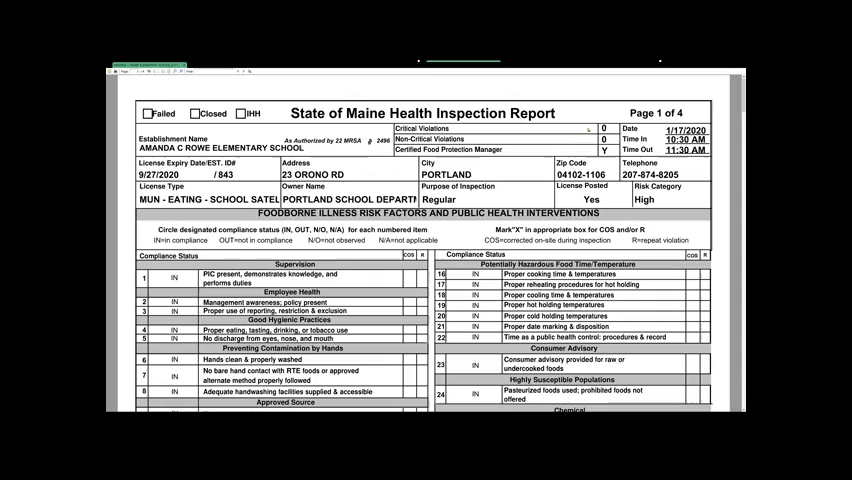 Failed Closed IHH State of Maine Health Inspection Report Page 1 of 4
Critical Violations 0 Date 1/17/2020
Establishment Name As Authorized by 22 MRSA § 2496 Non-Critical Violations 0 Time In 10:30 AM
AMANDA C ROWE ELEMENTARY SCHOOL Certified Food Protection Manager Y Time Out 11:30 AM
License Expiry Date/EST. ID# Address City Zip Code Telephone
9/27/2020 / 843 23 ORONO RD PORTLAND 04102-1106 207-874-8205
License Type Owner Name Purpose of Inspection License Posted Risk Category
MUN - EATING - SCHOOL SATEL PORTLAND SCHOOL DEPARTM Regular Yes High
FOODBORNE ILLNESS RISK FACTORS AND PUBLIC HEALTH INTERVENTIONS
Circle designated compliance status (IN, OUT, N/O, N/A) for each numbered item Mark"X" in appropriate box for COS and/or R
IN=in compliance OUT=not in compliance N/O=not observed N/A=not applicable COS=corrected on-site during inspection R=repeat violation
Compliance Status COS R
Supervision
1 IN PIC present, demonstrates knowledge, and
performs duties
Employee Health
2 IN Management awareness; policy present
3 IN Proper use of reporting, restriction & exclusion
Good Hygienic Practices
4 IN Proper eating, tasting, drinking, or tobacco use
5 IN No discharge from eyes, nose, and mouth
Preventing Contamination by Hands
6 IN Hands clean & properly washed
7 IN No bare hand contact with RTE foods or approved
alternate method properly followed
8 IN Adequate handwashing facilities supplied & accessible
Approved Source
Compliance Status COS R
Potentially Hazardous Food Time/Temperature
16 IN Proper cooking time & temperatures
17 IN Proper reheating procedures for hot holding
18 IN Proper cooling time & temperatures
19 IN Proper hot holding temperatures
20 IN Proper cold holding temperatures
21 IN Proper date marking & disposition
22 IN Time as a public health control: procedures & record
Consumer Advisory
23 IN Consumer advisory provided for raw or
undercooked foods
Highly Susceptible Populations
24 IN Pasteurized foods used; prohibited foods not
offered
Chemical